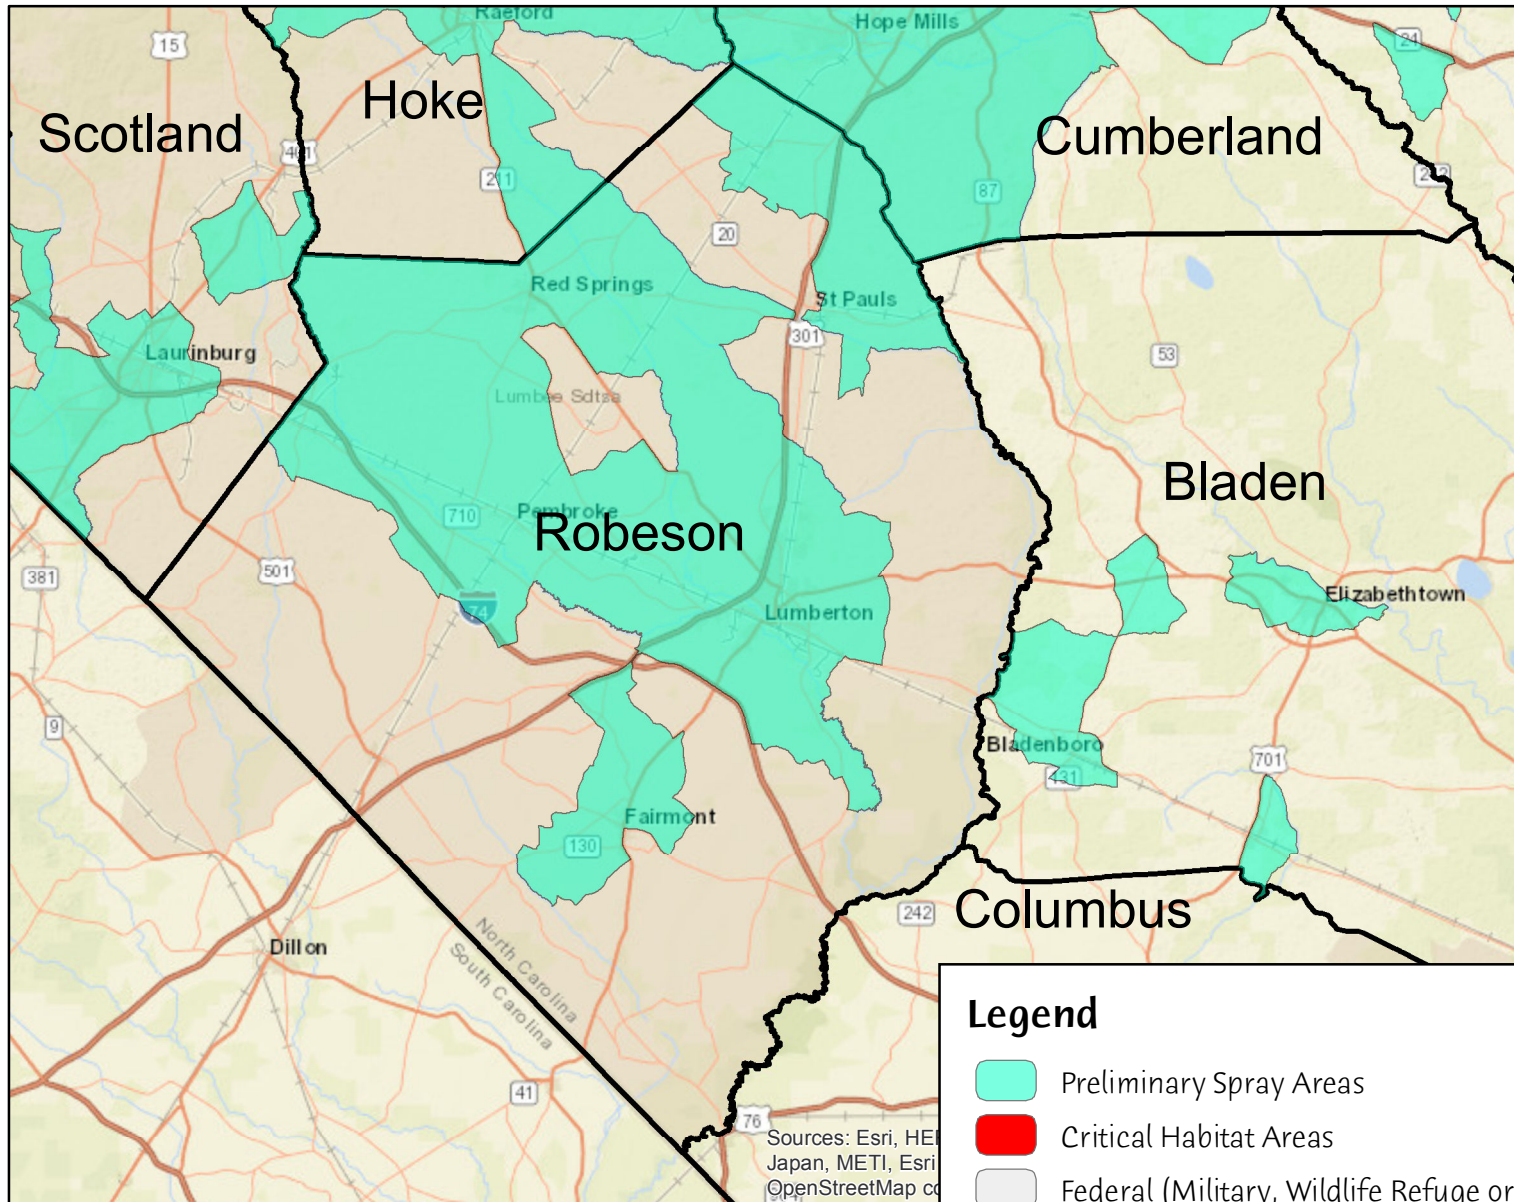 Raeford
Hope Mills
15
24
Hoke
Scotland
Cumberland
401
211
87
242
20
Red Springs
St Pauls
301
53
Laurinburg
Lumbee Sdtsa
Bladen
710
Pembroke
Robeson
501
381
74
Lumberton
Elizabethtown
9
Bladenboro
131
701
Fairmont
130
242
Columbus
Dillon
North Carolina
South Carolina
41
76
Legend
Preliminary Spray Areas
Critical Habitat Areas
Federal (Military, Wildlife Refuge or
Sources: Esri,
Japan, METI, Esri
OpenStreetMap